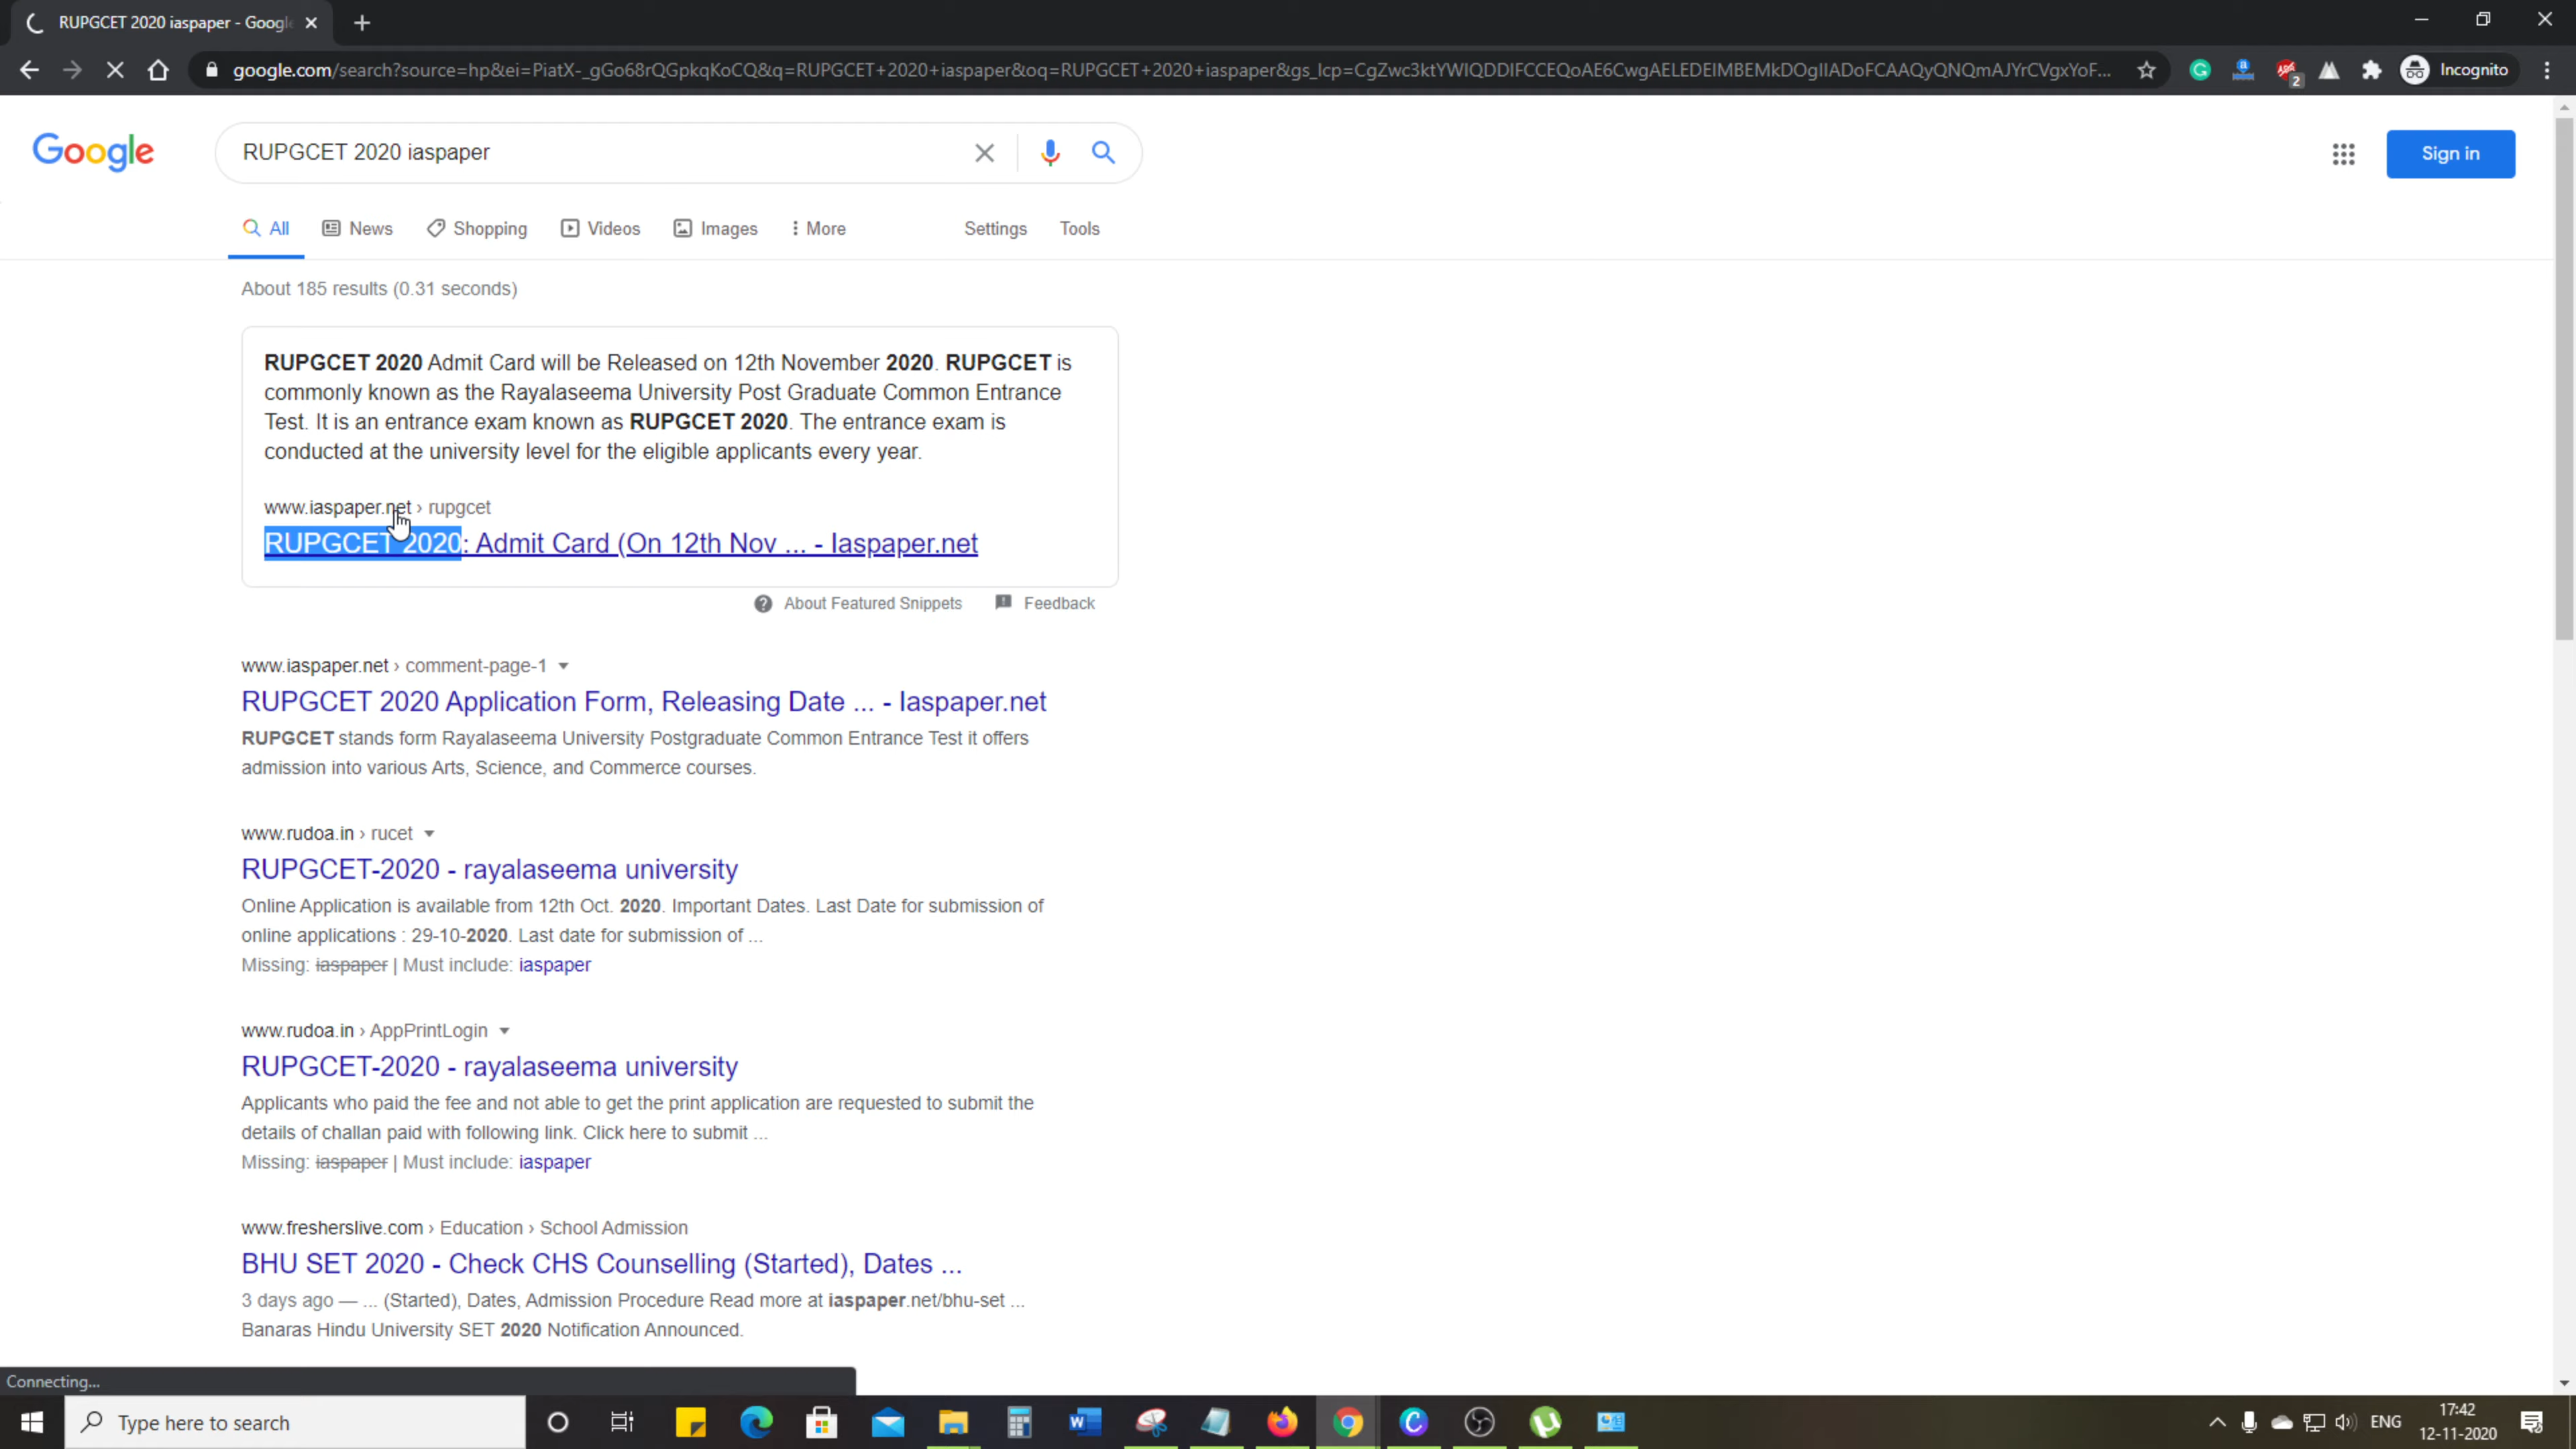 RUPGCET 2020 iaspaper - Googl
google.com/search?source=hp&ei=PiatX-_gGo68rQGpkqKoCQ&q=RUPGCET+2020+iaspaper&oq=RUPGCET+2020+iaspaper&gs_lcp=CgZwc3ktYWIQDDIFCCEQoAE6CwgAELEDEIMBEMkDOgIIADoFCAAQyQNQmAJYrCVgxYoF...
2
Incognito
Google
RUPGCET 2020 iaspaper
Sign in
All News Shopping Videos Images More Settings Tools
About 185 results (0.31 seconds)
RUPGCET 2020 Admit Card will be Released on 12th November 2020. RUPGCET is
commonly known as the Rayalaseema University Post Graduate Common Entrance
Test. It is an entrance exam known as RUPGCET 2020. The entrance exam is
conducted at the university level for the eligible applicants every year.
www.iaspaper.net › rupgcet
RUPGCET 2020: Admit Card (On 12th Nov ... - Iaspaper.net
About Featured Snippets Feedback
www.iaspaper.net › comment-page-1
RUPGCET 2020 Application Form, Releasing Date ... - Iaspaper.net
RUPGCET stands form Rayalaseema University Postgraduate Common Entrance Test it offers
admission into various Arts, Science, and Commerce courses.
www.rudoa.in › rucet
RUPGCET-2020 - rayalaseema university
Online Application is available from 12th Oct. 2020. Important Dates. Last Date for submission of
online applications : 29-10-2020. Last date for submission of ...
Missing: iaspaper | Must include: iaspaper
www.rudoa.in › AppPrintLogin
RUPGCET-2020 - rayalaseema university
Applicants who paid the fee and not able to get the print application are requested to submit the
details of challan paid with following link. Click here to submit ...
Missing: iaspaper | Must include: iaspaper
www.fresherslive.com › Education › School Admission
BHU SET 2020 - Check CHS Counselling (Started), Dates ...
3 days ago — ... (Started), Dates, Admission Procedure Read more at iaspaper.net/bhu-set ...
Banaras Hindu University SET 2020 Notification Announced.
Connecting...
Type here to search
ENG
17:42
12-11-2020